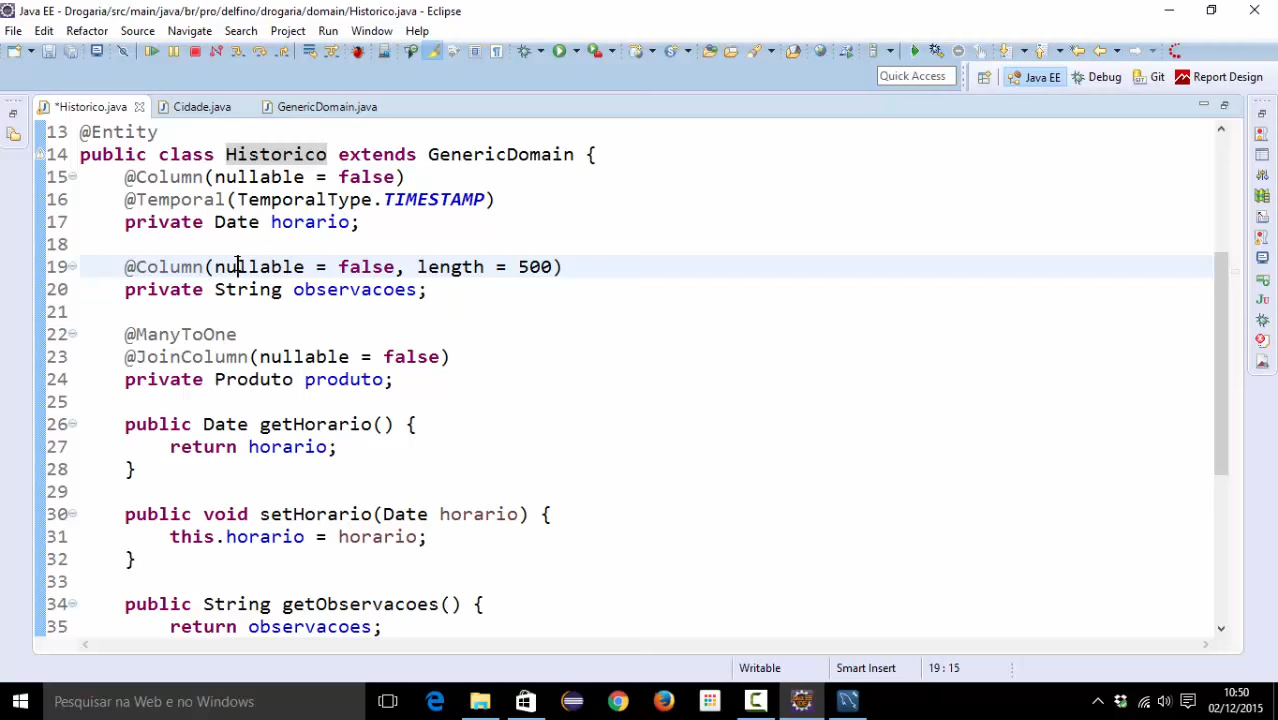 Java EE - Drogaria/src/main/java/br/pro/delfino/drogaria/domain/Historico.java - Eclipse
File Edit Refactor Source Navigate Search Project Run Window Help
Quick Access Java EE Debug Git Report Design
*Historico.java Cidade.java GenericDomain.java
13 @Entity
14 public class Historico extends GenericDomain {
15 @Column(nullable = false)
16 @Temporal(TemporalType.TIMESTAMP)
17 private Date horario;
18
19 @Column(nullable = false, length = 500)
20 private String observacoes;
21
22 @ManyToOne
23 @JoinColumn(nullable = false)
24 private Produto produto;
25
26 public Date getHorario() {
27 return horario;
28 }
29
30 public void setHorario(Date horario) {
31 this.horario = horario;
32 }
33
34 public String getObservacoes() {
35 return observacoes;
Writable Smart Insert 19 : 15
Pesquisar na Web e no Windows
10:50
02/12/2015